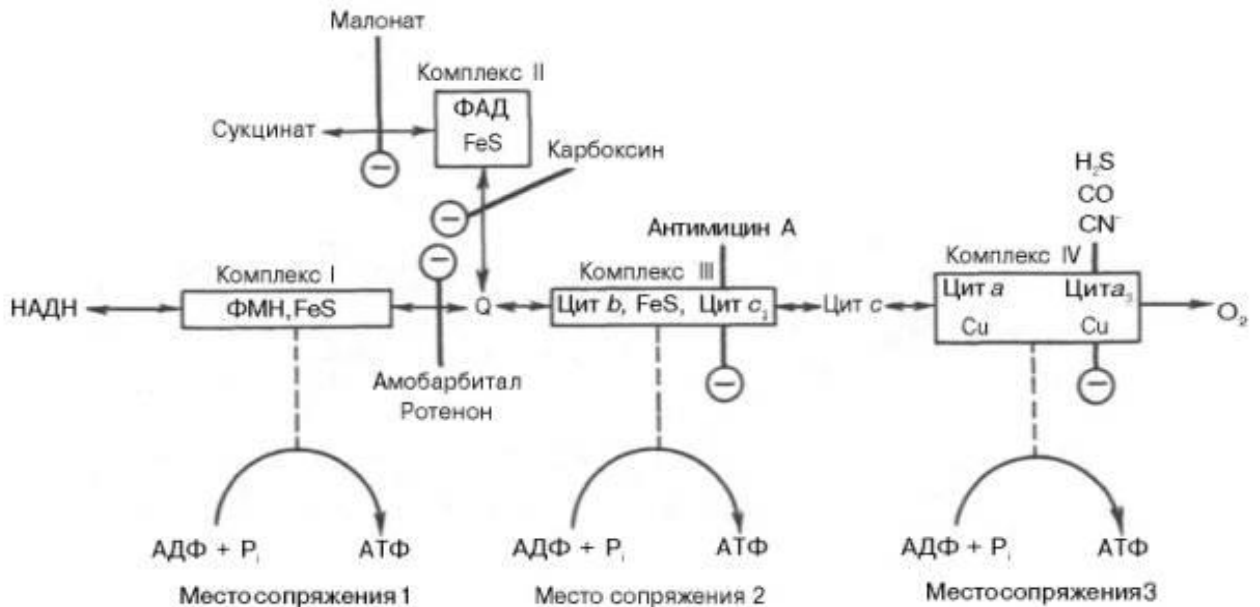 Малонат
Комплекс II
ФАД
FeS
Сукцинат
Карбоксин
H₂S
CO
CN⁻
Антимицин А
Комплекс I
Комплекс III
Комплекс IV
НАДН
ФМН, FeS
Q
Цит b, FeS, Цит c₁
Цит c
Цит a
Цит a₃
Cu
Cu
O₂
Амобарбитал
Ротенон
АДФ + Pᵢ
АТФ
АДФ + Pᵢ
АТФ
АДФ + Pᵢ
АТФ
Место сопряжения 1
Место сопряжения 2
Место сопряжения 3